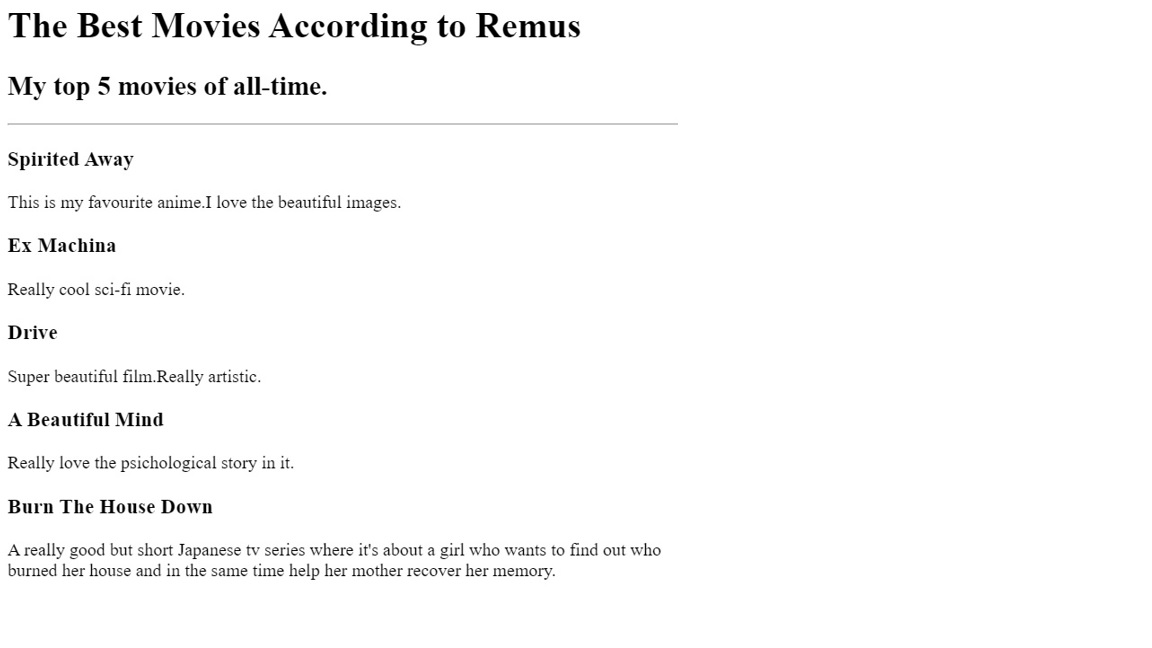 The Best Movies According to Remus
My top 5 movies of all-time.
Spirited Away
This is my favourite anime.I love the beautiful images.
Ex Machina
Really cool sci-fi movie.
Drive
Super beautiful film.Really artistic.
A Beautiful Mind
Really love the psichological story in it.
Burn The House Down
A really good but short Japanese tv series where it's about a girl who wants to find out who
burned her house and in the same time help her mother recover her memory.